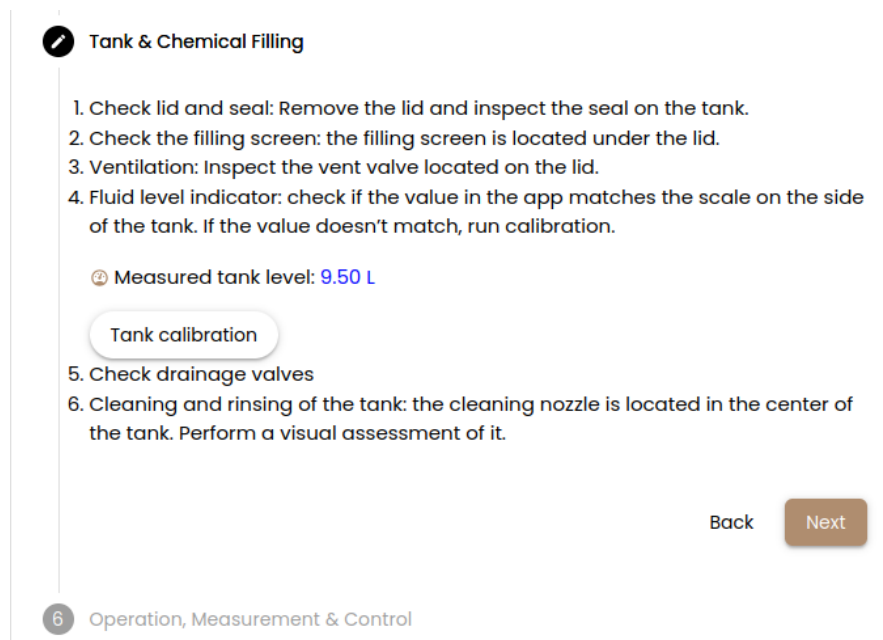 Tank & Chemical Filling
1. Check lid and seal: Remove the lid and inspect the seal on the tank.
2. Check the filling screen: the filling screen is located under the lid.
3. Ventilation: Inspect the vent valve located on the lid.
4. Fluid level indicator: check if the value in the app matches the scale on the side
of the tank. If the value doesn’t match, run calibration.
Measured tank level: 9.50 L
Tank calibration
5. Check drainage valves
6. Cleaning and rinsing of the tank: the cleaning nozzle is located in the center of
the tank. Perform a visual assessment of it.
Back Next
6 Operation, Measurement & Control